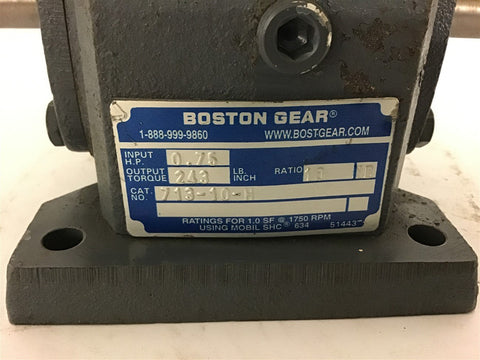 BOSTON GEAR®
1-888-999-9860 WWW.BOSTGEAR.COM
INPUT H.P. 0.75
OUTPUT TORQUE 243 LB. INCH RATIO 10
CAT. NO. 713-10-H
RATINGS FOR 1.0 SF @ 1750 RPM
USING MOBIL SHC® 634 51443